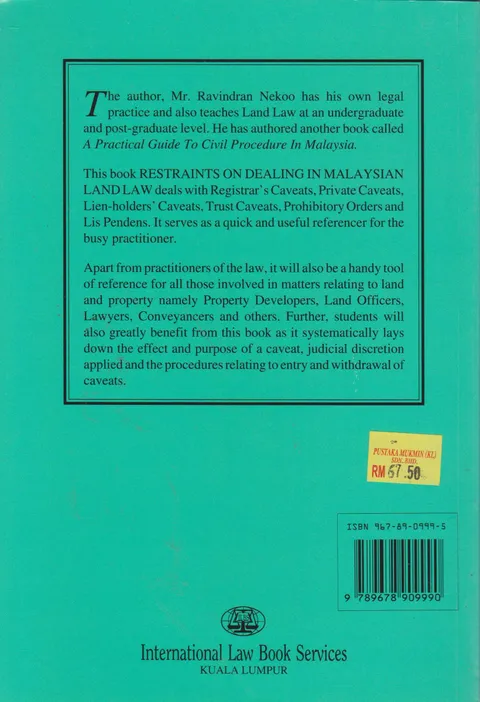 The author, Mr. Ravindran Nekoo has his own legal
practice and also teaches Land Law at an undergraduate
and post-graduate level. He has authored another book called
A Practical Guide To Civil Procedure In Malaysia.
This book RESTRAINTS ON DEALING IN MALAYSIAN
LAND LAW deals with Registrar's Caveats, Private Caveats,
Lien-holders' Caveats, Trust Caveats, Prohibitory Orders and
Lis Pendens. It serves as a quick and useful referencer for the
busy practitioner.
Apart from practitioners of the law, it will also be a handy tool
of reference for all those involved in matters relating to land
and property namely Property Developers, Land Officers,
Lawyers, Conveyancers and others. Further, students will
also greatly benefit from this book as it systematically lays
down the effect and purpose of a caveat, judicial discretion
applied and the procedures relating to entry and withdrawal of
caveats.
PUSTAKA MUKMIN (KL)
SDN. BHD.
RM 67.50
ISBN 967-89-0999-5
9 789678 909990
International Law Book Services
KUALA LUMPUR